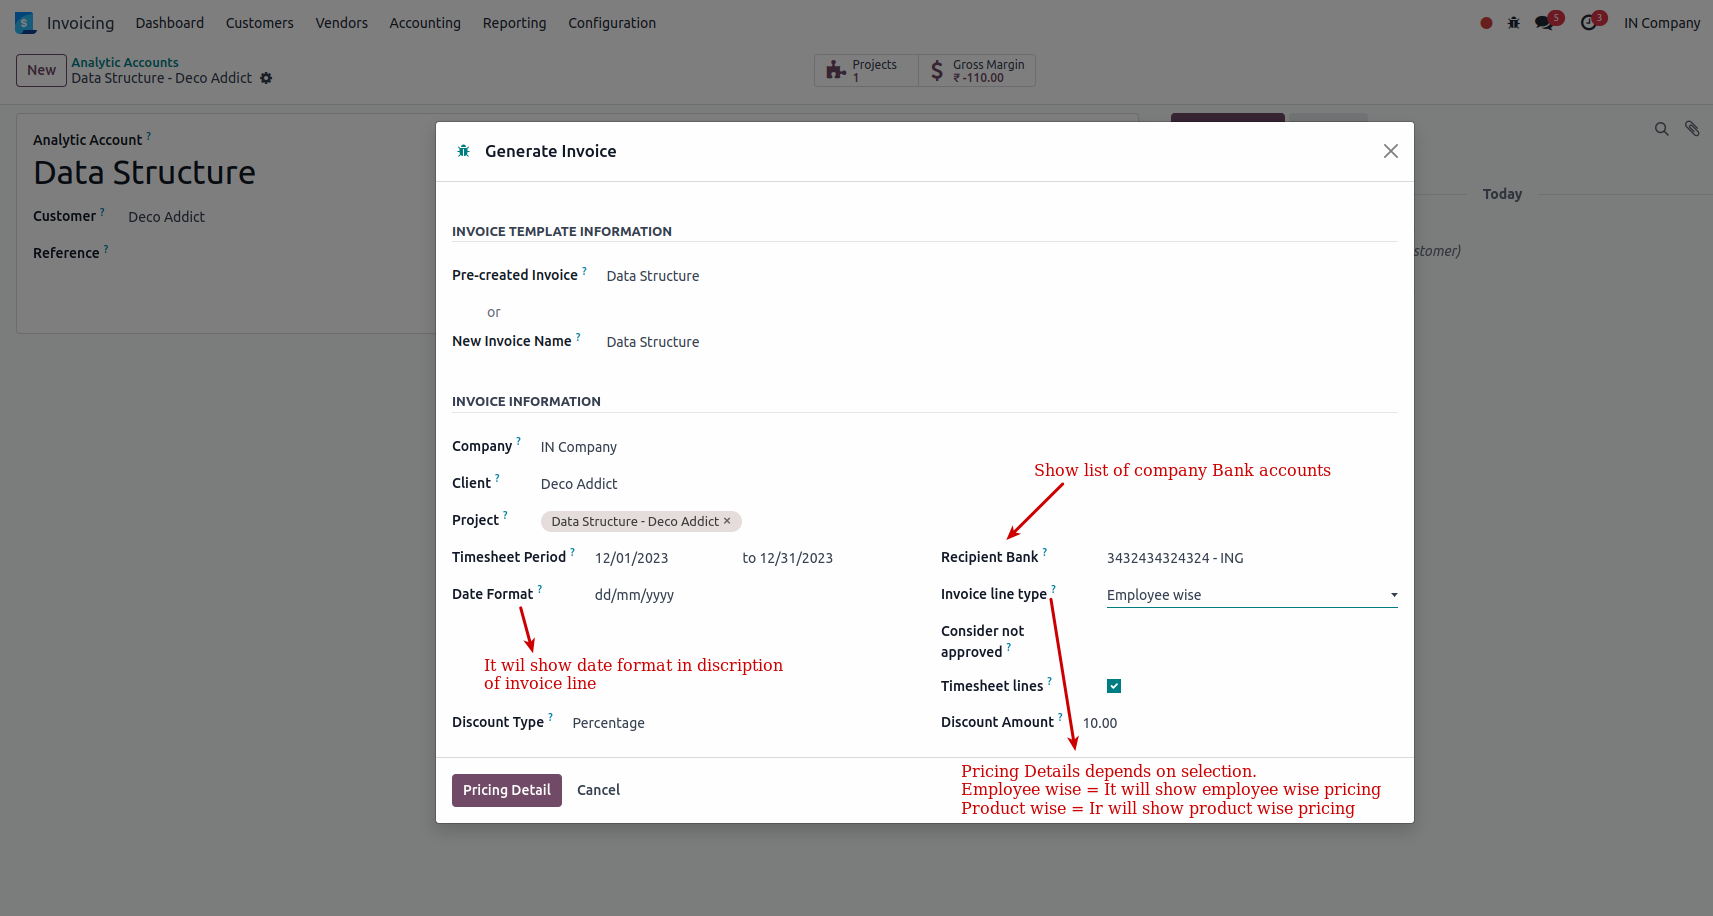 Invoicing Dashboard Customers Vendors Accounting Reporting Configuration 5 3 IN Company
New Analytic Accounts
Data Structure - Deco Addict
Projects
1
Gross Margin
₹ -110.00
Analytic Account ?
Data Structure
Customer ? Deco Addict
Reference ?
Today
stomer)
Generate Invoice
INVOICE TEMPLATE INFORMATION
Pre-created Invoice ? Data Structure
or
New Invoice Name ? Data Structure
INVOICE INFORMATION
Company ? IN Company
Client ? Deco Addict
Project ? Data Structure - Deco Addict ×
Timesheet Period ? 12/01/2023 to 12/31/2023
Date Format ? dd/mm/yyyy
It wil show date format in discription
of invoice line
Discount Type ? Percentage
Show list of company Bank accounts
Recipient Bank ? 3432434324324 - ING
Invoice line type ? Employee wise
Consider not
approved ?
Timesheet lines ?
Discount Amount ? 10.00
Pricing Details depends on selection.
Employee wise = It will show employee wise pricing
Product wise = Ir will show product wise pricing
Pricing Detail Cancel